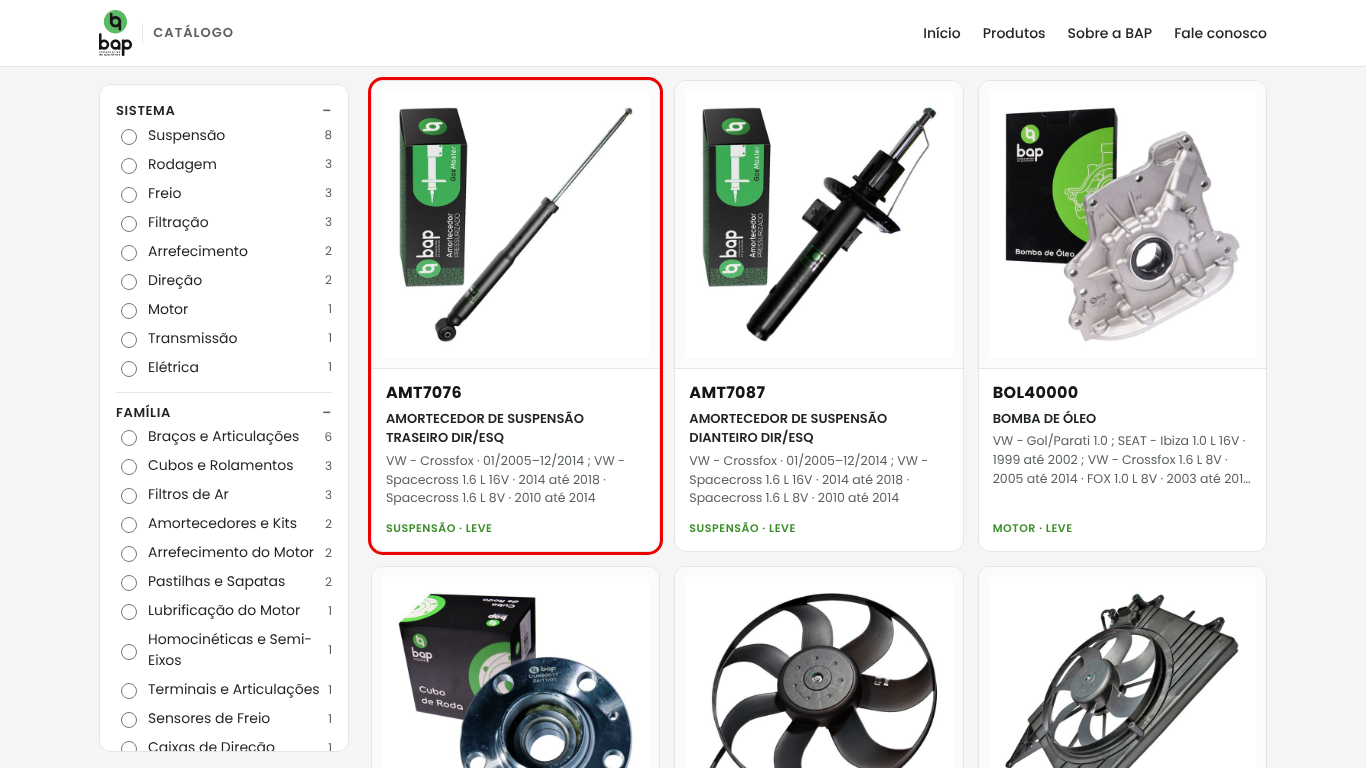 bap
CATÁLOGO
Início
Produtos
Sobre a BAP
Fale conosco
SISTEMA
Suspensão 8
Rodagem 3
Freio 3
Filtração 3
Arrefecimento 2
Direção 2
Motor 1
Transmissão 1
Elétrica 1
FAMÍLIA
Braços e Articulações 6
Cubos e Rolamentos 3
Filtros de Ar 3
Amortecedores e Kits 2
Arrefecimento do Motor 2
Pastilhas e Sapatas 2
Lubrificação do Motor 1
Homocinéticas e Semi-
Eixos 1
Terminais e Articulações 1
Sensores de Freio 1
Caixas de Direção 1
Gas Master
bap
Amortecedor
PRESSURIZADO
AMT7076
AMORTECEDOR DE SUSPENSÃO
TRASEIRO DIR/ESQ
VW - Crossfox · 01/2005–12/2014 ; VW -
Spacecross 1.6 L 16V · 2014 até 2018 ·
Spacecross 1.6 L 8V · 2010 até 2014
SUSPENSÃO · LEVE
Gas Master
bap
Amortecedor
PRESSURIZADO
AMT7087
AMORTECEDOR DE SUSPENSÃO
DIANTEIRO DIR/ESQ
VW - Crossfox · 01/2005–12/2014 ; VW -
Spacecross 1.6 L 16V · 2014 até 2018 ·
Spacecross 1.6 L 8V · 2010 até 2014
SUSPENSÃO · LEVE
bap
Bomba de Óleo
bap
BOL40000
BOMBA DE ÓLEO
VW - Gol/Parati 1.0 ; SEAT - Ibiza 1.0 L 16V ·
1999 até 2002 ; VW - Crossfox 1.6 L 8V ·
2005 até 2014 · FOX 1.0 L 8V · 2003 até 201...
MOTOR · LEVE
Cubo
de Roda
bap
Cubo
de Roda
bap